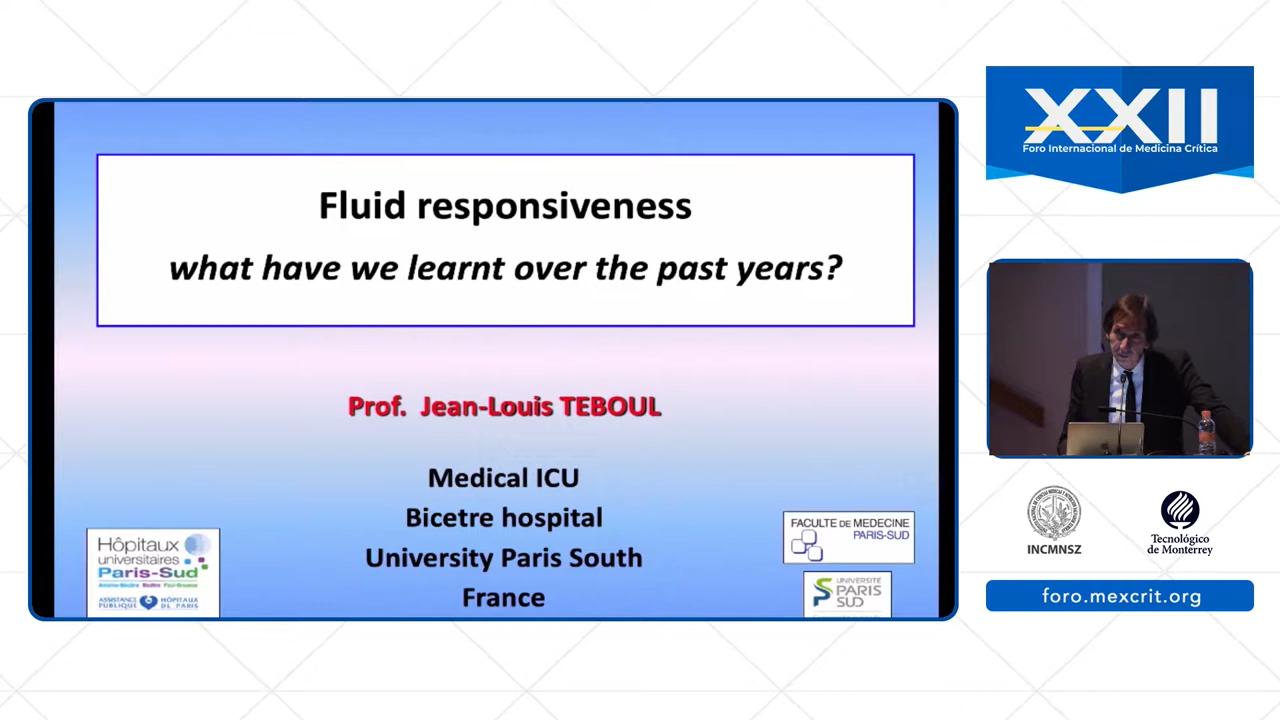 Fluid responsiveness
what have we learnt over the past years?
Prof. Jean-Louis TEBOUL
Medical ICU
Bicetre hospital
University Paris South
France
Hôpitaux
universitaires
Paris-Sud
ASSISTANCE
PUBLIQUE
HÔPITAUX
DE PARIS
FACULTÉ DE MEDECINE
PARIS-SUD
UNIVERSITÉ
PARIS
SUD
XXII
Foro Internacional de Medicina Crítica
INCMNSZ
Tecnológico
de Monterrey
foro.mexcrit.org